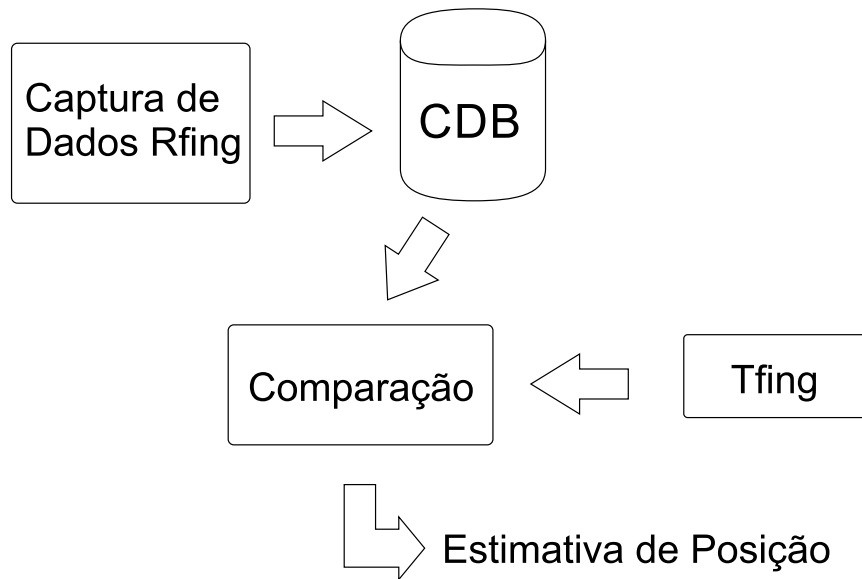 Captura de
Dados Rfing
CDB
Comparação
Tfing
Estimativa de Posição